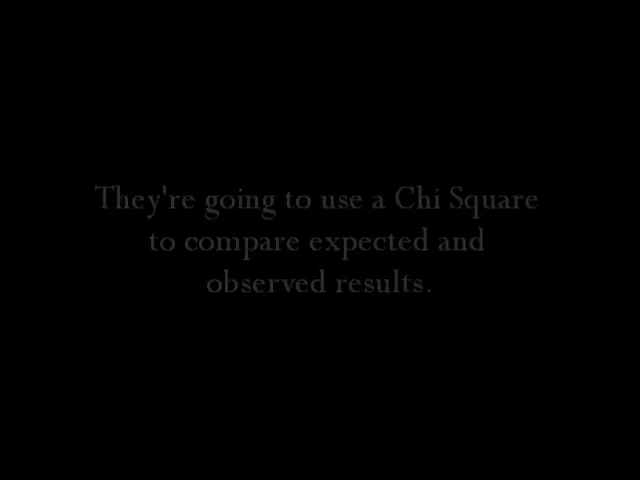 They're going to use a Chi Square
to compare expected and
observed results.